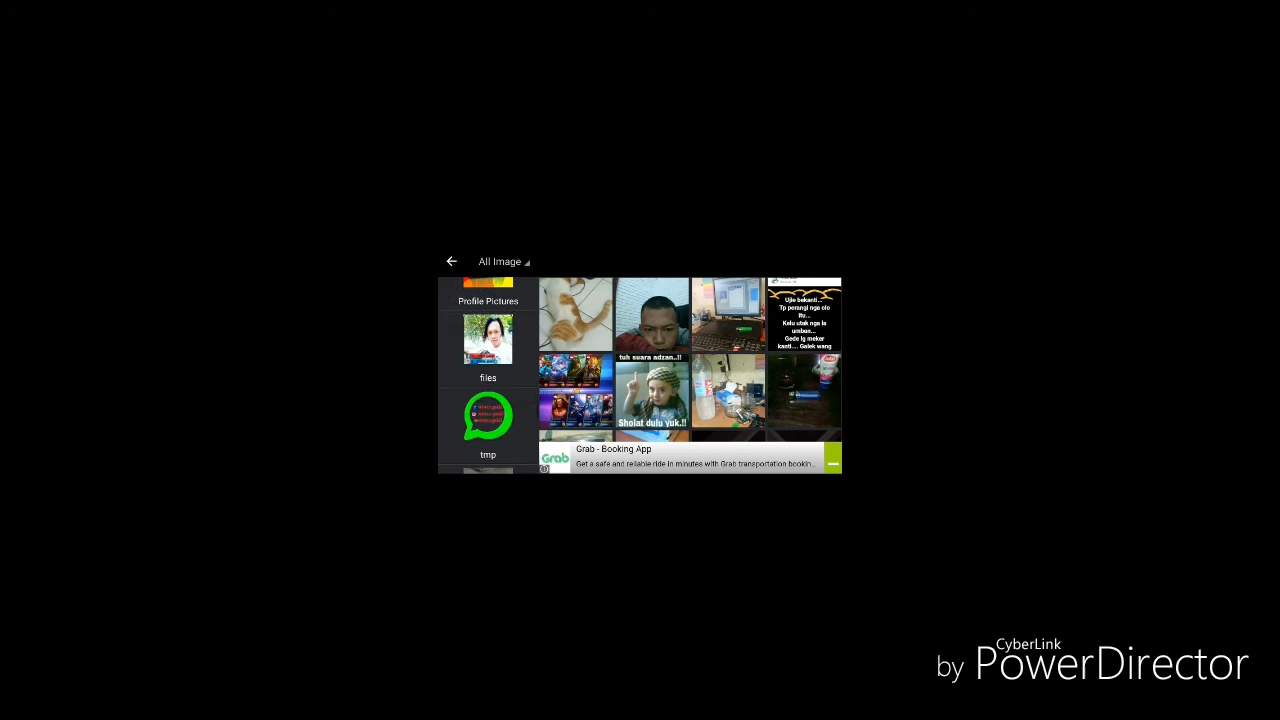 All Image
Profile Pictures
files
tmp
Ujie bekanti...
Tp perangi nga olo
itu...
Kelu utak nga la
umbun...
Gede lg meker
kanti.... Galek wang
tuh suara adzan..!!
Sholat dulu yuk.!!
Grab
Grab - Booking App
Get a safe and reliable ride in minutes with Grab transportation bookin...
CyberLink
by PowerDirector